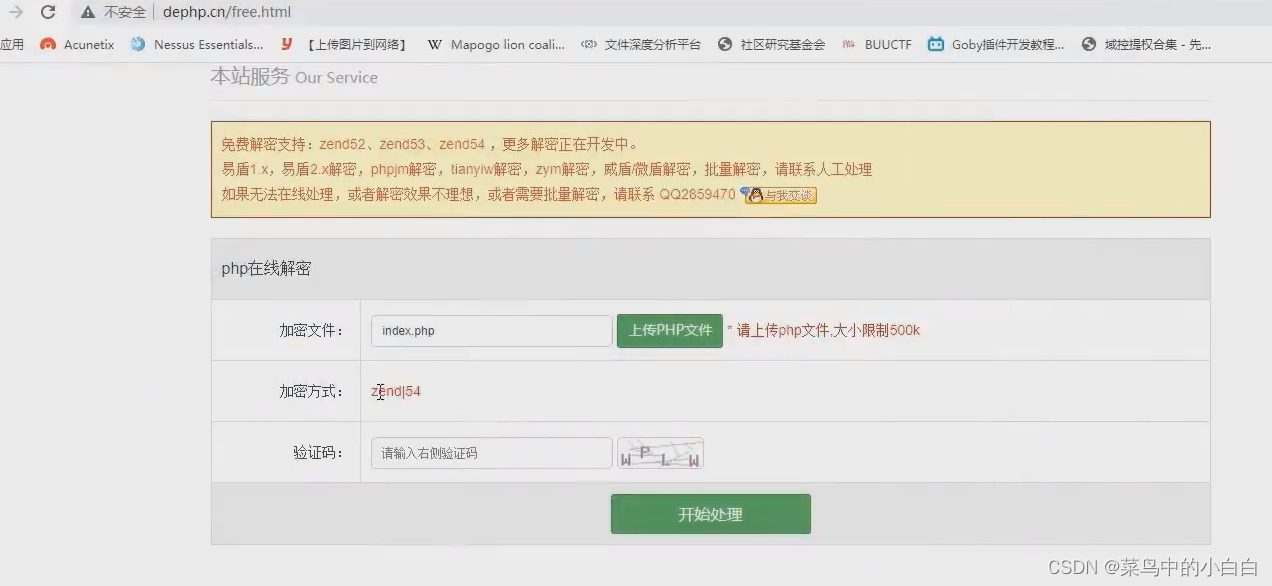 不安全 | dephp.cn/free.html
应用 Acunetix Nessus Essentials... 【上传图片到网络】 W Mapogo lion coali... 文件深度分析平台 社区研究基金会 BUUCTF Goby插件开发教程... 域控提权合集 - 先...
本站服务 Our Service
免费解密支持：zend52、zend53、zend54 ，更多解密正在开发中。
易盾1.x，易盾2.x解密，phpjm解密，tianyiw解密，zym解密，威盾/微盾解密，批量解密，请联系人工处理
如果无法在线处理，或者解密效果不理想，或者需要批量解密，请联系 QQ2859470 与我交谈
php在线解密
加密文件： index.php 上传PHP文件 * 请上传php文件,大小限制500k
加密方式： zend|54
验证码： 请输入右侧验证码 WPLW
开始处理
CSDN @菜鸟中的小白白